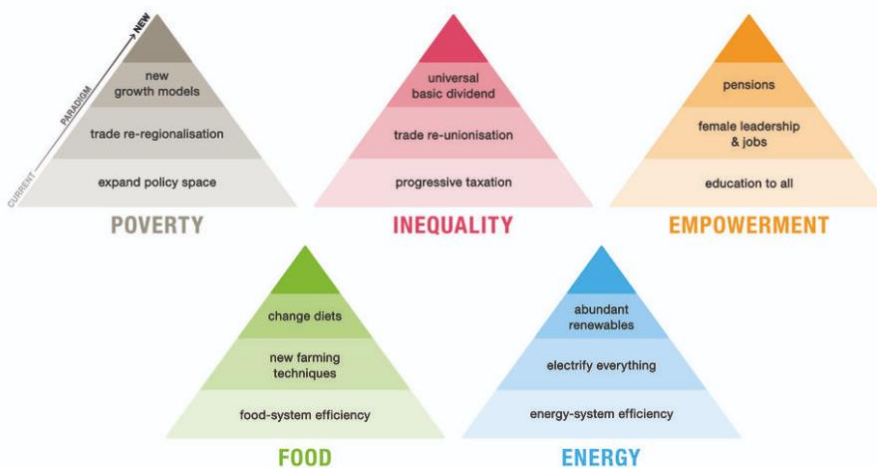 CURRENT PARADIGM NEW
new
growth models
trade re-regionalisation
expand policy space
POVERTY
universal
basic dividend
trade re-unionisation
progressive taxation
INEQUALITY
pensions
female leadership
& jobs
education to all
EMPOWERMENT
change diets
new farming
techniques
food-system efficiency
FOOD
abundant
renewables
electrify everything
energy-system efficiency
ENERGY